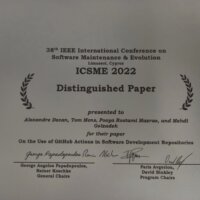 38th IEEE International Conference on
Software Maintenance & Evolution
Limassol, Cyprus
ICSME 2022
Distinguished Paper
presented to
Alexandre Decan, Tom Mens, Pooya Rostami Mazrae, and Mehdi
Golzadeh
for their paper
On the Use of GitHub Actions in Software Development Repositories
George Angelos Papadopoulos,
Rainer Koschke
General Chairs
Paris Avgeriou,
David Binkley
Program Chairs